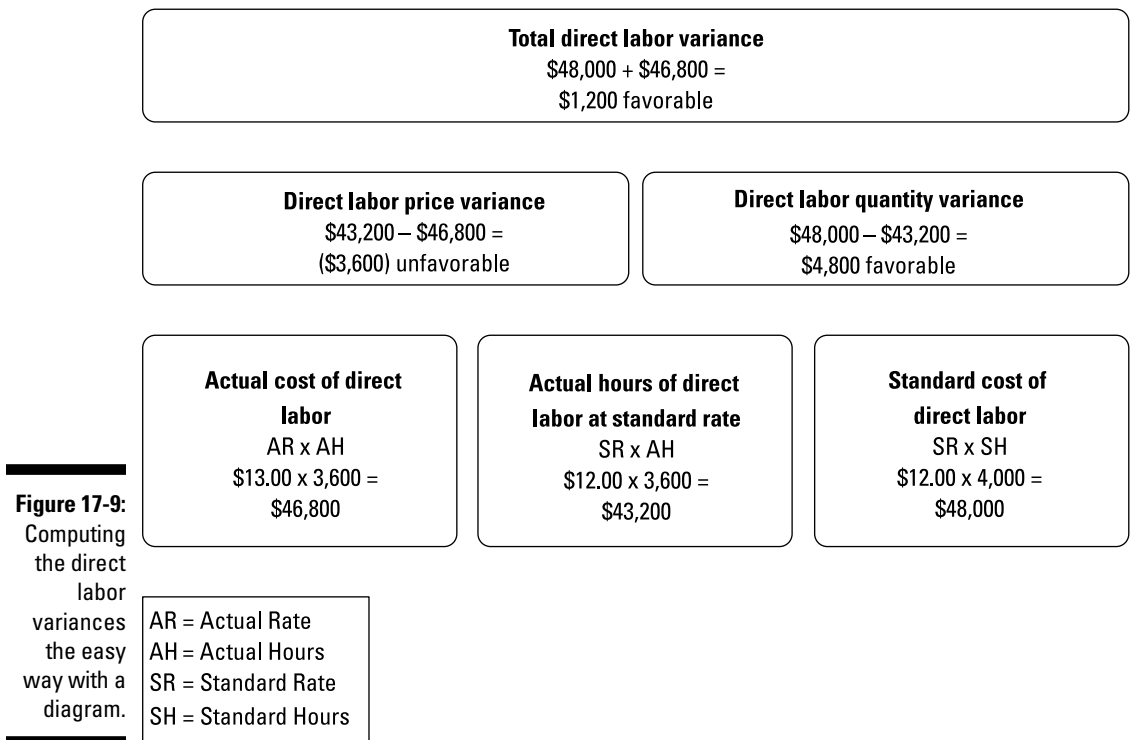 Total direct labor variance
$48,000 + $46,800 =
$1,200 favorable
Direct labor price variance
$43,200 – $46,800 =
($3,600) unfavorable
Direct labor quantity variance
$48,000 – $43,200 =
$4,800 favorable
Actual cost of direct
labor
AR x AH
$13.00 x 3,600 =
$46,800
Actual hours of direct
labor at standard rate
SR x AH
$12.00 x 3,600 =
$43,200
Standard cost of
direct labor
SR x SH
$12.00 x 4,000 =
$48,000
Figure 17-9:
Computing
the direct
labor
variances
the easy
way with a
diagram.
AR = Actual Rate
AH = Actual Hours
SR = Standard Rate
SH = Standard Hours